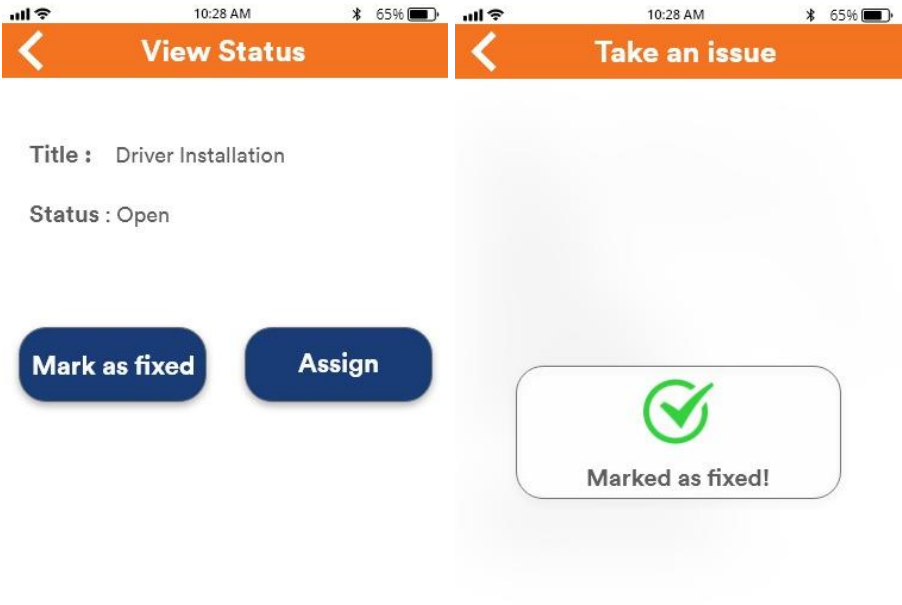 10:28 AM 65%
View Status
Title : Driver Installation
Status : Open
Mark as fixed
Assign
10:28 AM 65%
Take an issue
Marked as fixed!